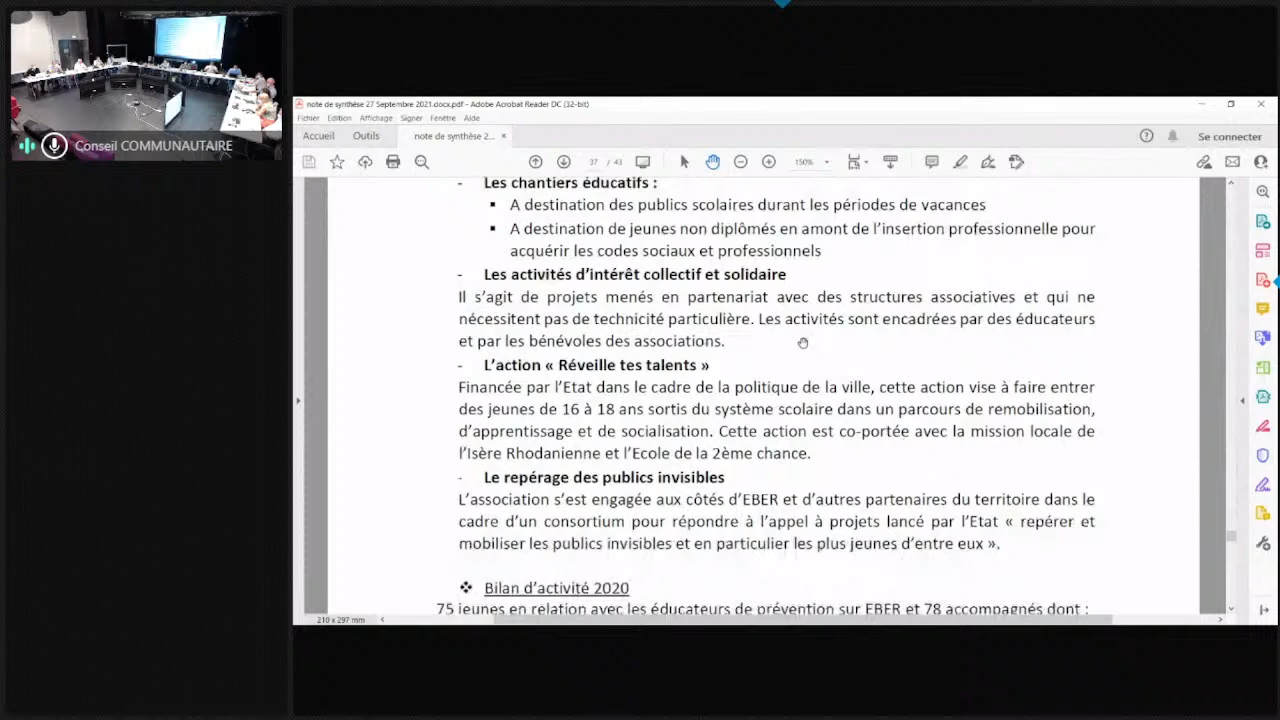 Conseil COMMUNAUTAIRE
note de synthèse 27 Septembre 2021.docx.pdf - Adobe Acrobat Reader DC (32-bit)
Fichier Edition Affichage Signer Fenêtre Aide
Accueil Outils note de synthèse 2... × Se connecter
37 / 43 150%
- Les chantiers éducatifs :
▪ A destination des publics scolaires durant les périodes de vacances
▪ A destination de jeunes non diplômés en amont de l’insertion professionnelle pour
acquérir les codes sociaux et professionnels
- Les activités d’intérêt collectif et solidaire
Il s’agit de projets menés en partenariat avec des structures associatives et qui ne
nécessitent pas de technicité particulière. Les activités sont encadrées par des éducateurs
et par les bénévoles des associations.
- L’action « Réveille tes talents »
Financée par l’Etat dans le cadre de la politique de la ville, cette action vise à faire entrer
des jeunes de 16 à 18 ans sortis du système scolaire dans un parcours de remobilisation,
d’apprentissage et de socialisation. Cette action est co-portée avec la mission locale de
l’Isère Rhodanienne et l’Ecole de la 2ème chance.
- Le repérage des publics invisibles
L’association s’est engagée aux côtés d’EBER et d’autres partenaires du territoire dans le
cadre d’un consortium pour répondre à l’appel à projets lancé par l’Etat « repérer et
mobiliser les publics invisibles et en particulier les plus jeunes d’entre eux ».
❖ Bilan d’activité 2020
75 jeunes en relation avec les éducateurs de prévention sur EBER et 78 accompagnés dont :
210 x 297 mm